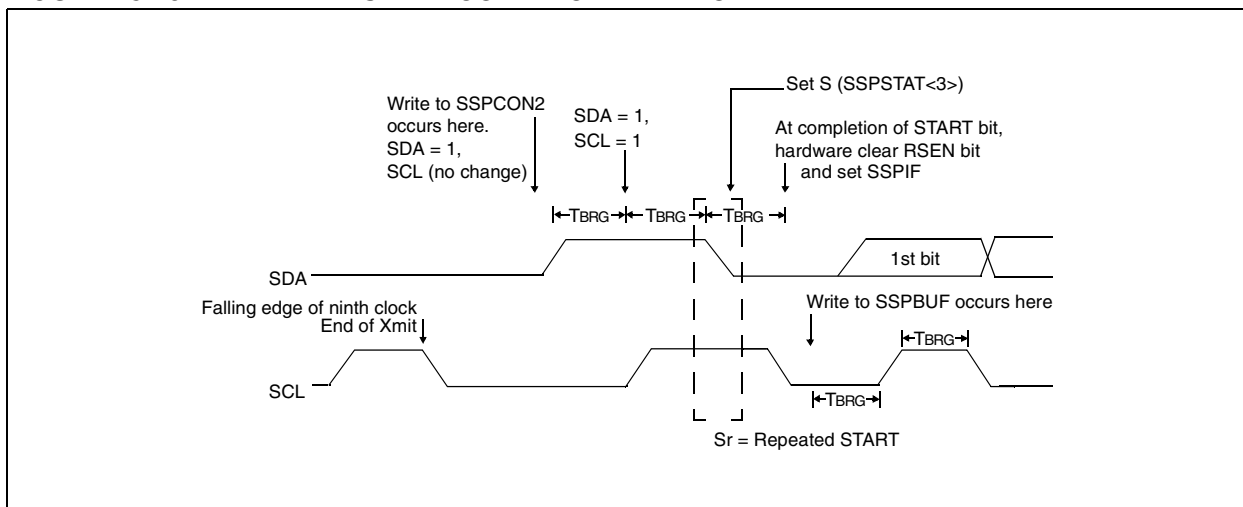 Set S (SSPSTAT<3>)
Write to SSPCON2
occurs here.
SDA = 1,
SCL (no change)
SDA = 1,
SCL = 1
At completion of START bit,
hardware clear RSEN bit
and set SSPIF
TBRG
TBRG
TBRG
SDA
1st bit
Falling edge of ninth clock
End of Xmit
Write to SSPBUF occurs here
TBRG
SCL
TBRG
Sr = Repeated START